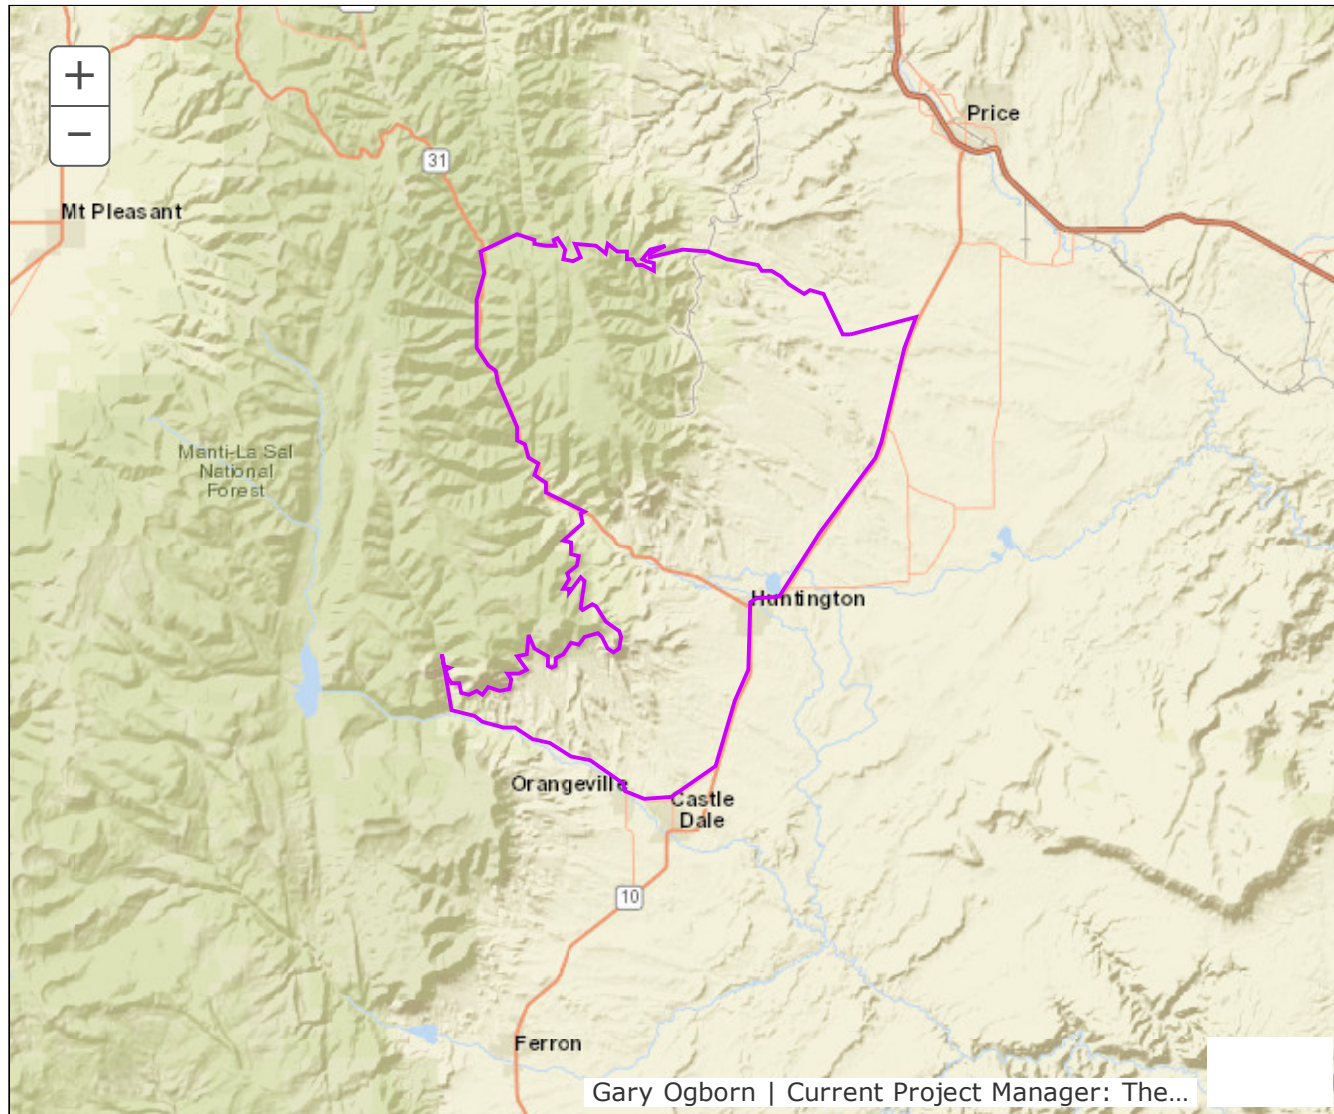 +
−
Price
31
Mt Pleasant
Manti-La Sal
National
Forest
Huntington
Orangeville
Castle
Dale
10
Ferron
Gary Ogborn | Current Project Manager: The...